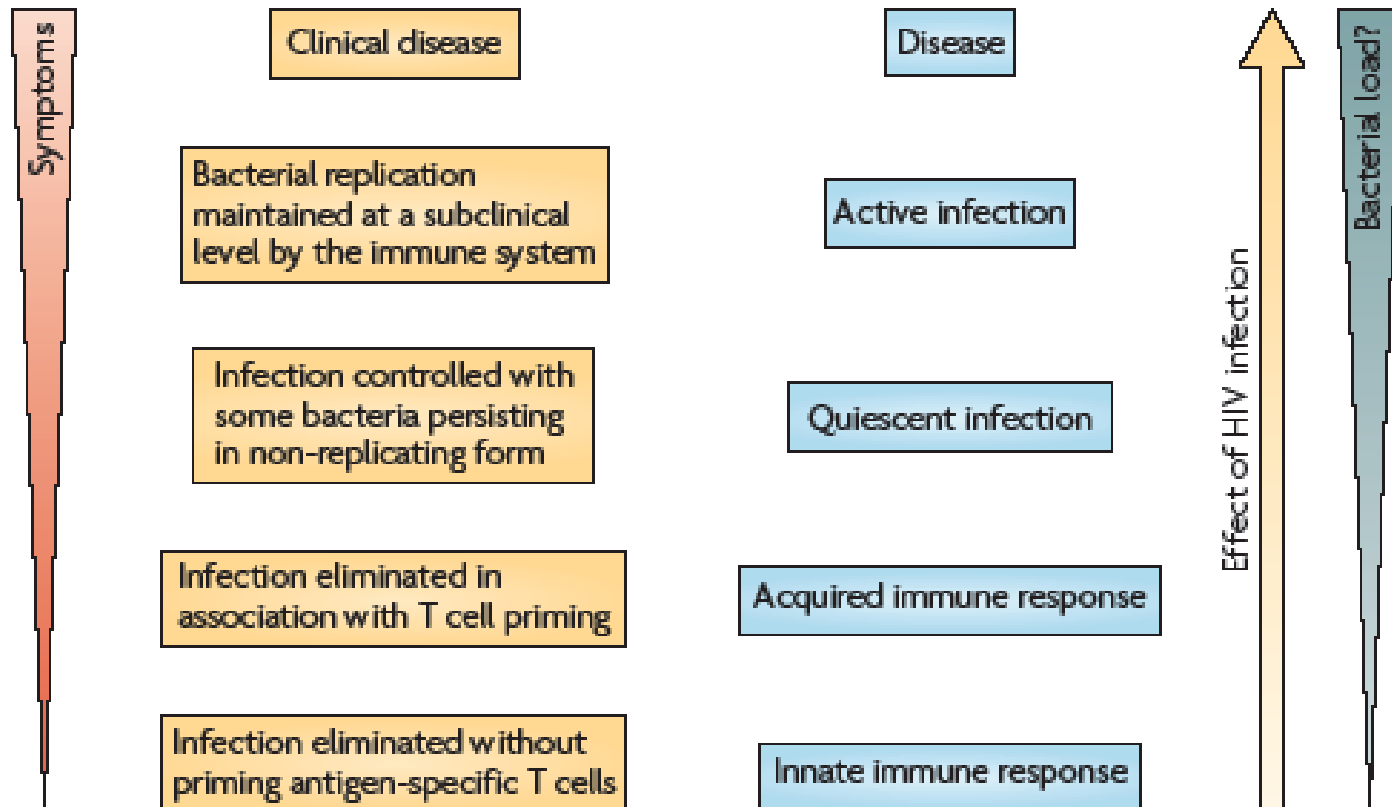 Symptoms
Clinical disease
Disease
Bacterial load?
Bacterial replication
maintained at a subclinical
level by the immune system
Active infection
Effect of HIV infection
Infection controlled with
some bacteria persisting
in non-replicating form
Quiescent infection
Infection eliminated in
association with T cell priming
Acquired immune response
Infection eliminated without
priming antigen-specific T cells
Innate immune response